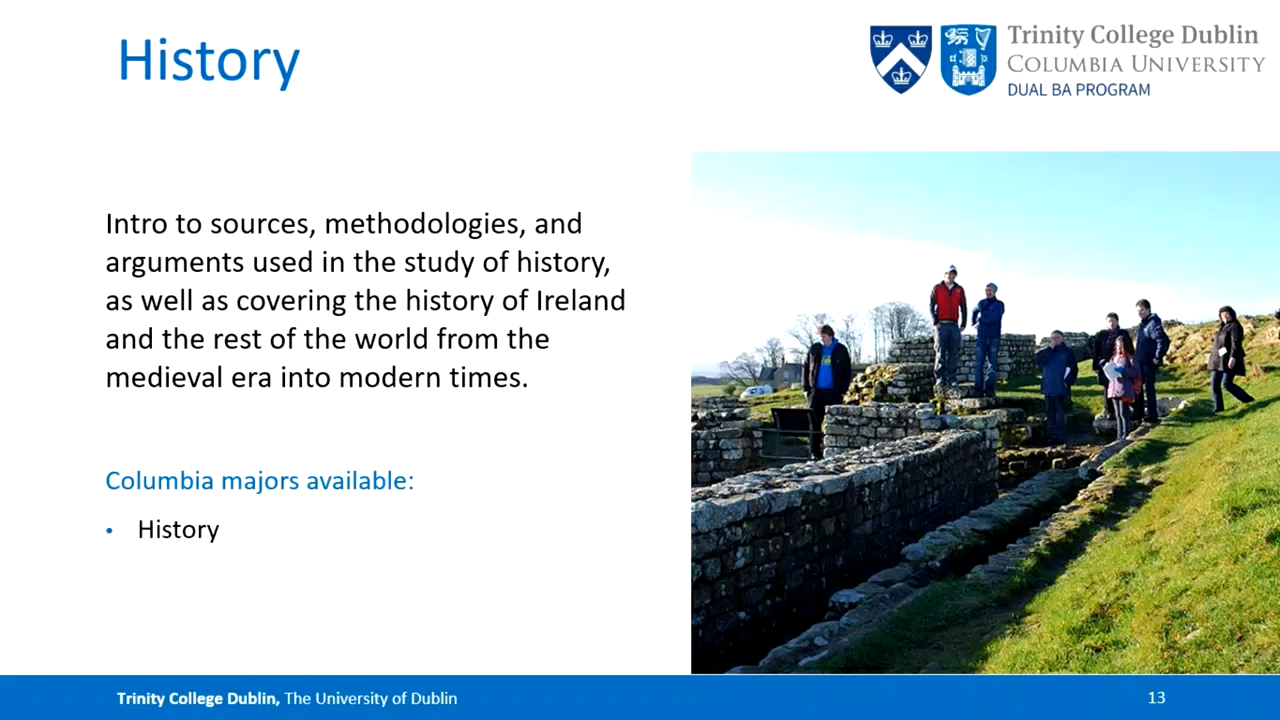 History
Trinity College Dublin
COLUMBIA UNIVERSITY
DUAL BA PROGRAM
Intro to sources, methodologies, and
arguments used in the study of history,
as well as covering the history of Ireland
and the rest of the world from the
medieval era into modern times.
Columbia majors available:
• History
Trinity College Dublin, The University of Dublin
13